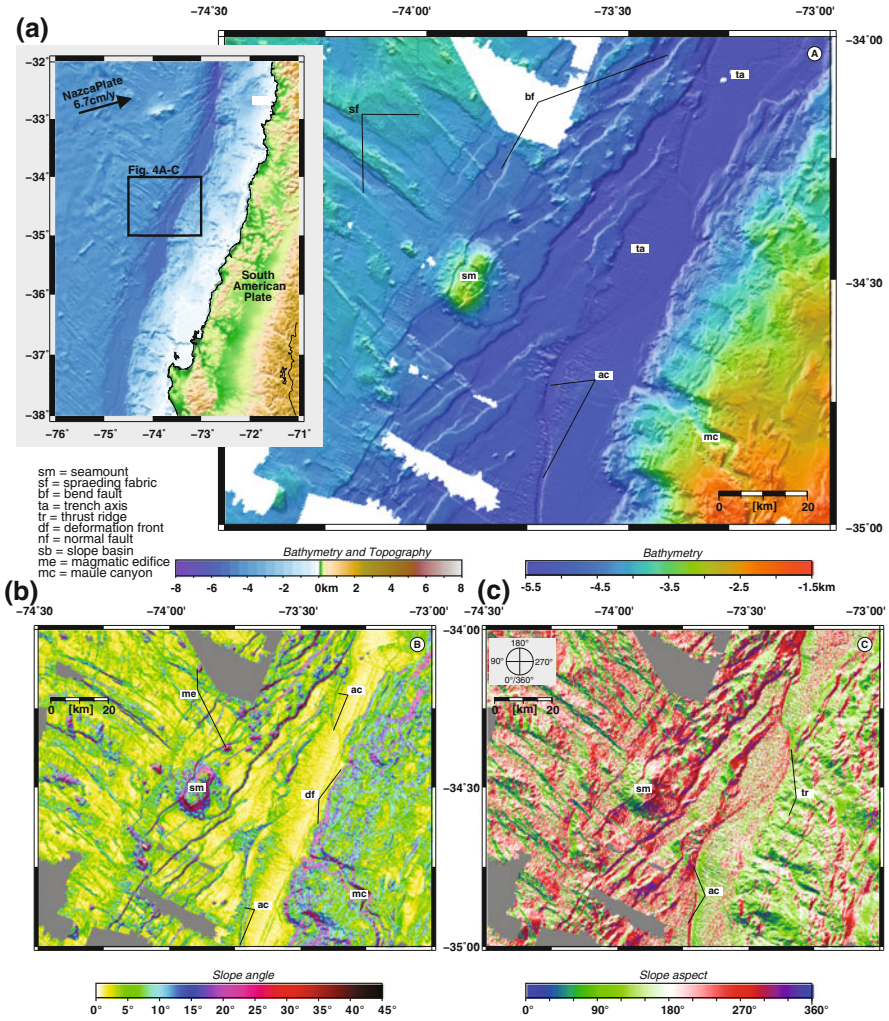 (a)
−74˚30'
−74˚00'
−73˚30'
−73˚00'
−34˚00'
−34˚30'
−35˚00'
A
ta
bf
sf
ta
sm
ac
mc
0 20
[km]
−32˚
−33˚
−34˚
−35˚
−36˚
−37˚
−38˚
−76˚ −75˚ −74˚ −73˚ −72˚ −71˚
NazcaPlate
6.7cm/y
Fig. 4A-C
South
American
Plate
sm = seamount
sf = spraeding fabric
bf = bend fault
ta = trench axis
tr = thrust ridge
df = deformation front
nf = normal fault
sb = slope basin
me = magmatic edifice
mc = maule canyon
Bathymetry and Topography
-8 -6 -4 -2 0km 2 4 6 8
Bathymetry
-5.5 -4.5 -3.5 -2.5 -1.5km
(b)
−74˚30' −74˚00' −73˚30' −73˚00'
B
0 20
[km]
me
ac
sm
df
mc
ac
Slope angle
0˚ 5˚ 10˚ 15˚ 20˚ 25˚ 30˚ 35˚ 40˚ 45˚
(c)
−74˚30' −74˚00' −73˚30' −73˚00'
−34˚00'
−34˚30'
−35˚00'
C
180˚
90˚ 270˚
0˚/360˚
0 20
[km]
sm
tr
ac
Slope aspect
0˚ 90˚ 180˚ 270˚ 360˚